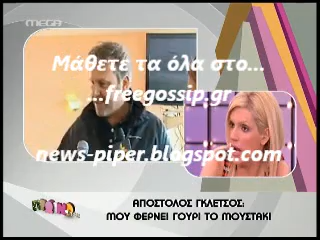 MEGA
Μάθετε τα όλα στο...
...freegossip.gr
news-piper.blogspot.com
ΑΠΟΣΤΟΛΟΣ ΓΚΛΕΤΣΟΣ:
ΜΟΥ ΦΕΡΝΕΙ ΓΟΥΡΙ ΤΟ ΜΟΥΣΤΑΚΙ